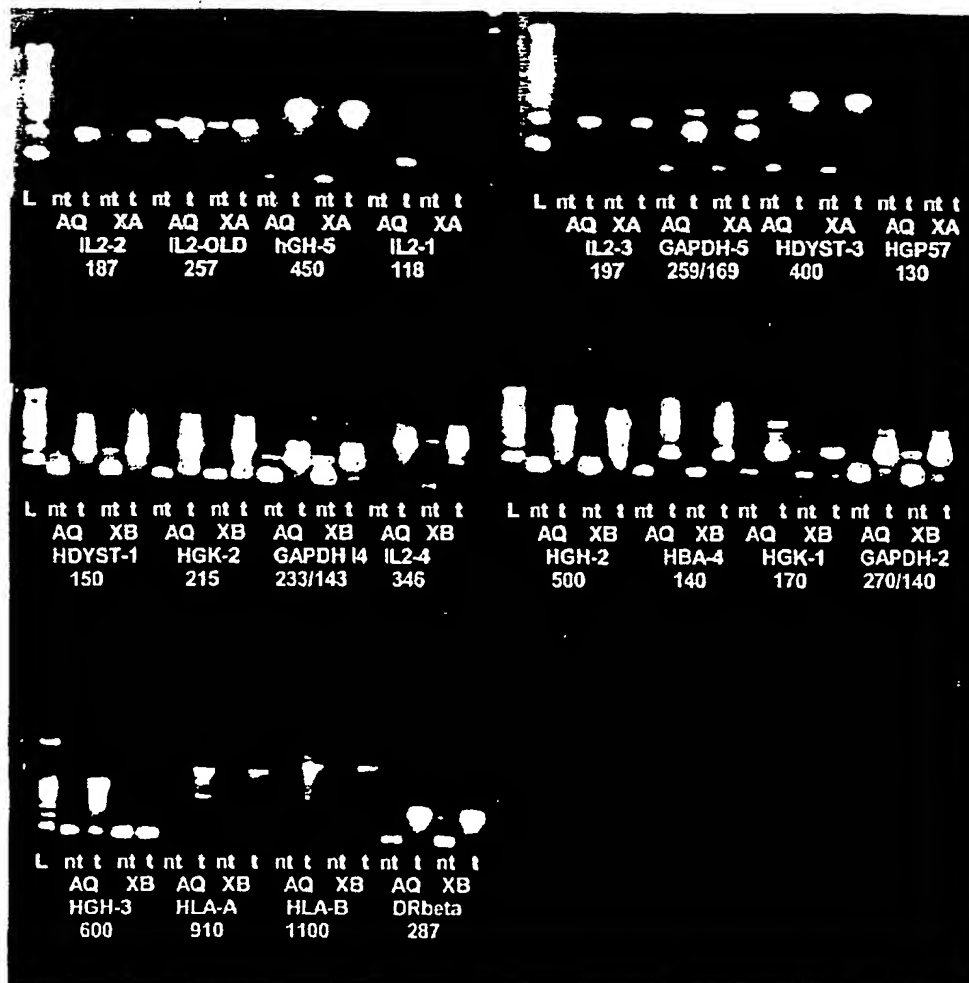 L nt t nt t nt t nt t nt t nt t nt t nt t
AQ XA AQ XA AQ XA AQ XA
IL2-2 IL2-OLD hGH-5 IL2-1
187 257 450 118
L nt t nt t nt t nt t nt t nt t nt t nt t
AQ XA AQ XA AQ XA AQ XA
IL2-3 GAPDH-5 HDYST-3 HGP57
197 259/169 400 130
L nt t nt t nt t nt t nt t nt t nt t nt t
AQ XB AQ XB AQ XB AQ XB
HDYST-1 HGK-2 GAPDH I4 IL2-4
150 215 233/143 346
L nt t nt t nt t nt t nt t nt t nt t nt t
AQ XB AQ XB AQ XB AQ XB
HGH-2 HBA-4 HGK-1 GAPDH-2
500 140 170 270/140
L nt t nt t nt t nt t nt t nt t nt t nt t
AQ XB AQ XB AQ XB AQ XB
HGH-3 HLA-A HLA-B DRbeta
600 910 1100 287